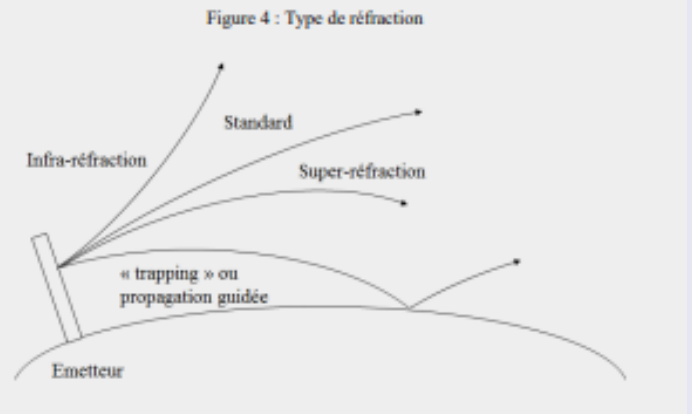 Figure 4 : Type de réfraction
Standard
Infra-réfraction
Super-réfraction
« trapping » ou
propagation guidée
Emetteur